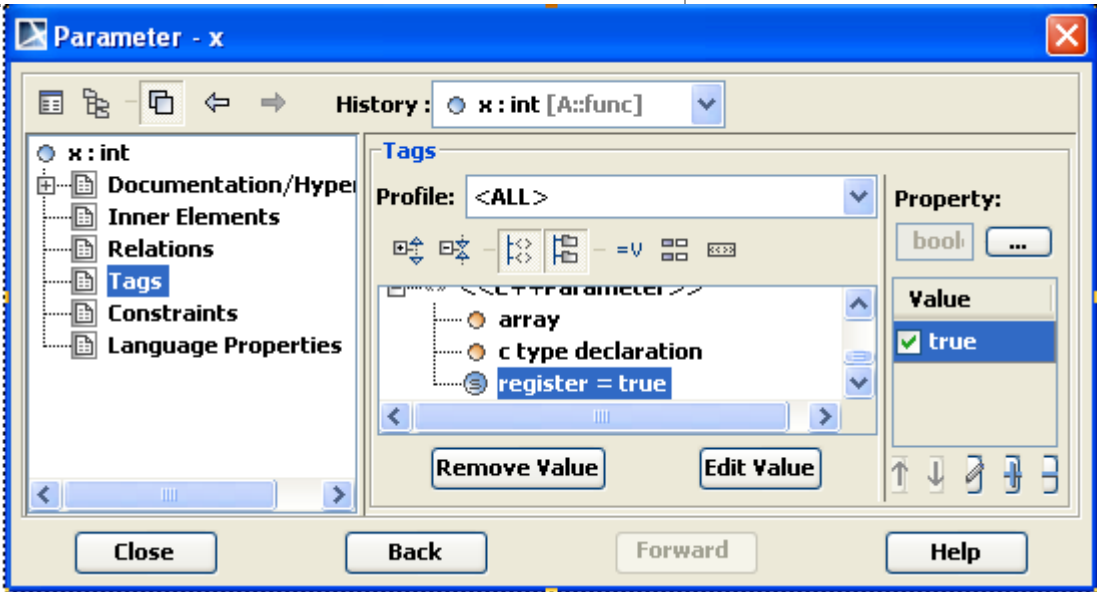 Parameter - x
History : x : int [A::func]
x : int
Documentation/Hyper
Inner Elements
Relations
Tags
Constraints
Language Properties
Tags
Profile: <ALL>
=V
<<C++Parameter>>
array
c type declaration
register = true
Remove Value
Edit Value
Property:
bool
...
Value
true
Close
Back
Forward
Help